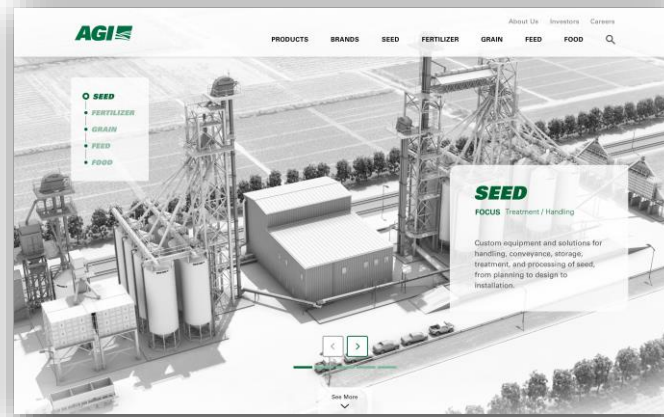 About Us Investors Careers
AGI
PRODUCTS BRANDS SEED FERTILIZER GRAIN FEED FOOD
SEED
FERTILIZER
GRAIN
FEED
FOOD
SEED
FOCUS Treatment / Handling
Custom equipment and solutions for
handling, conveyance, storage,
treatment, and processing of seed,
from planning to design to
installation.
See More